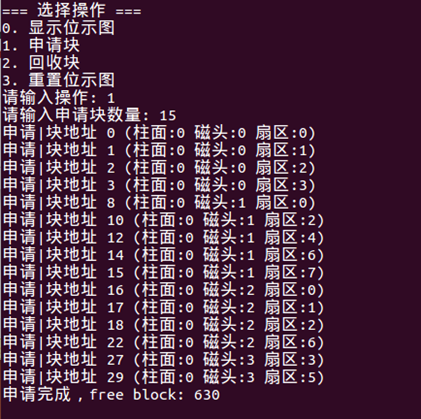 === 选择操作 ===
0. 显示位示图
1. 申请块
2. 回收块
3. 重置位示图
请输入操作: 1
请输入申请块数量: 15
申请|块地址 0 (柱面:0 磁头:0 扇区:0)
申请|块地址 1 (柱面:0 磁头:0 扇区:1)
申请|块地址 2 (柱面:0 磁头:0 扇区:2)
申请|块地址 3 (柱面:0 磁头:0 扇区:3)
申请|块地址 8 (柱面:0 磁头:1 扇区:0)
申请|块地址 10 (柱面:0 磁头:1 扇区:2)
申请|块地址 12 (柱面:0 磁头:1 扇区:4)
申请|块地址 14 (柱面:0 磁头:1 扇区:6)
申请|块地址 15 (柱面:0 磁头:1 扇区:7)
申请|块地址 16 (柱面:0 磁头:2 扇区:0)
申请|块地址 17 (柱面:0 磁头:2 扇区:1)
申请|块地址 18 (柱面:0 磁头:2 扇区:2)
申请|块地址 22 (柱面:0 磁头:2 扇区:6)
申请|块地址 27 (柱面:0 磁头:3 扇区:3)
申请|块地址 29 (柱面:0 磁头:3 扇区:5)
申请完成，free block: 630